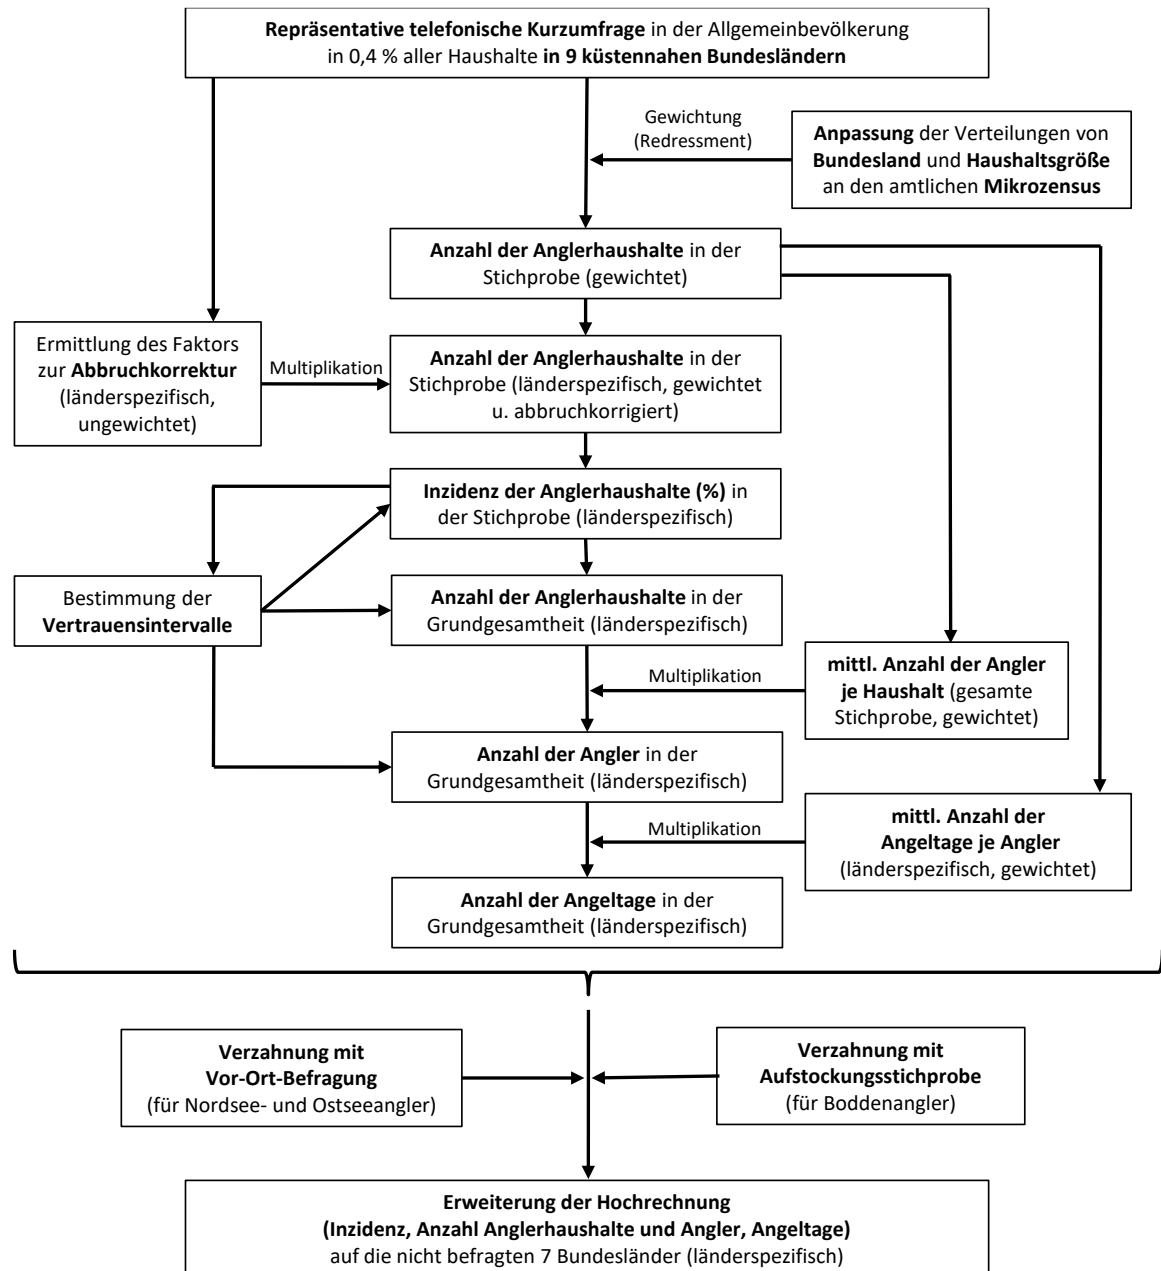 Repräsentative telefonische Kurzumfrage in der Allgemeinbevölkerung
in 0,4 % aller Haushalte in 9 küstennahen Bundesländern
Gewichtung
(Redressment)
Anpassung der Verteilungen von
Bundesland und Haushaltsgröße
an den amtlichen Mikrozensus
Anzahl der Anglerhaushalte in der
Stichprobe (gewichtet)
Ermittlung des Faktors
zur Abbruchkorrektur
(länderspezifisch,
ungewichtet)
Multiplikation
Anzahl der Anglerhaushalte in der
Stichprobe (länderspezifisch, gewichtet
u. abbruchkorrigiert)
Inzidenz der Anglerhaushalte (%) in
der Stichprobe (länderspezifisch)
Bestimmung der
Vertrauensintervalle
Anzahl der Anglerhaushalte in der
Grundgesamtheit (länderspezifisch)
Multiplikation
mittl. Anzahl der Angler
je Haushalt (gesamte
Stichprobe, gewichtet)
Anzahl der Angler in der
Grundgesamtheit (länderspezifisch)
Multiplikation
mittl. Anzahl der
Angeltage je Angler
(länderspezifisch, gewichtet)
Anzahl der Angeltage in der
Grundgesamtheit (länderspezifisch)
Verzahnung mit
Vor-Ort-Befragung
(für Nordsee- und Ostseeangler)
Verzahnung mit
Aufstockungsstichprobe
(für Boddenangler)
Erweiterung der Hochrechnung
(Inzidenz, Anzahl Anglerhaushalte und Angler, Angeltage)
auf die nicht befragten 7 Bundesländer (länderspezifisch)